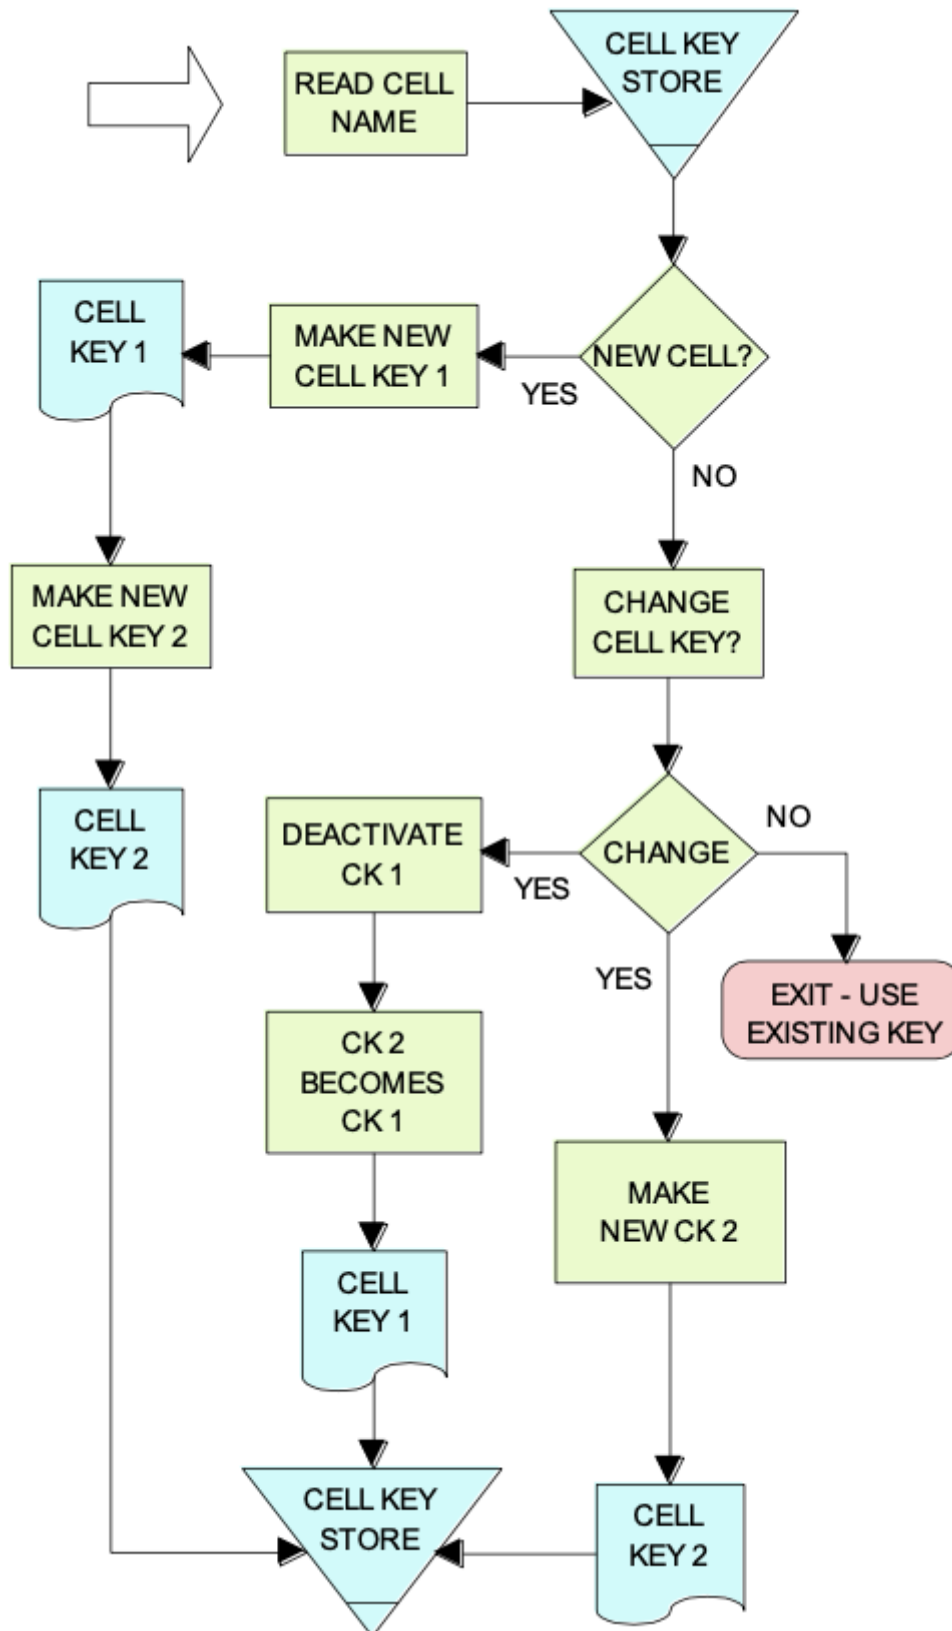 READ CELL
NAME
CELL KEY
STORE
CELL
KEY 1
MAKE NEW
CELL KEY 1
YES
NEW CELL?
NO
MAKE NEW
CELL KEY 2
CHANGE
CELL KEY?
CELL
KEY 2
DEACTIVATE
CK 1
YES
CHANGE
NO
YES
EXIT - USE
EXISTING KEY
CK 2
BECOMES
CK 1
MAKE
NEW CK 2
CELL
KEY 1
CELL KEY
STORE
CELL
KEY 2